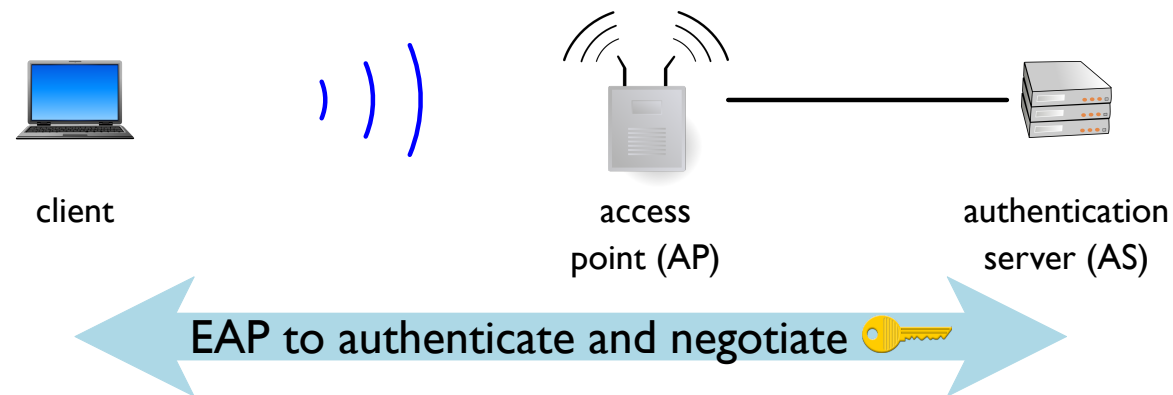 client
access
point (AP)
authentication
server (AS)
EAP to authenticate and negotiate